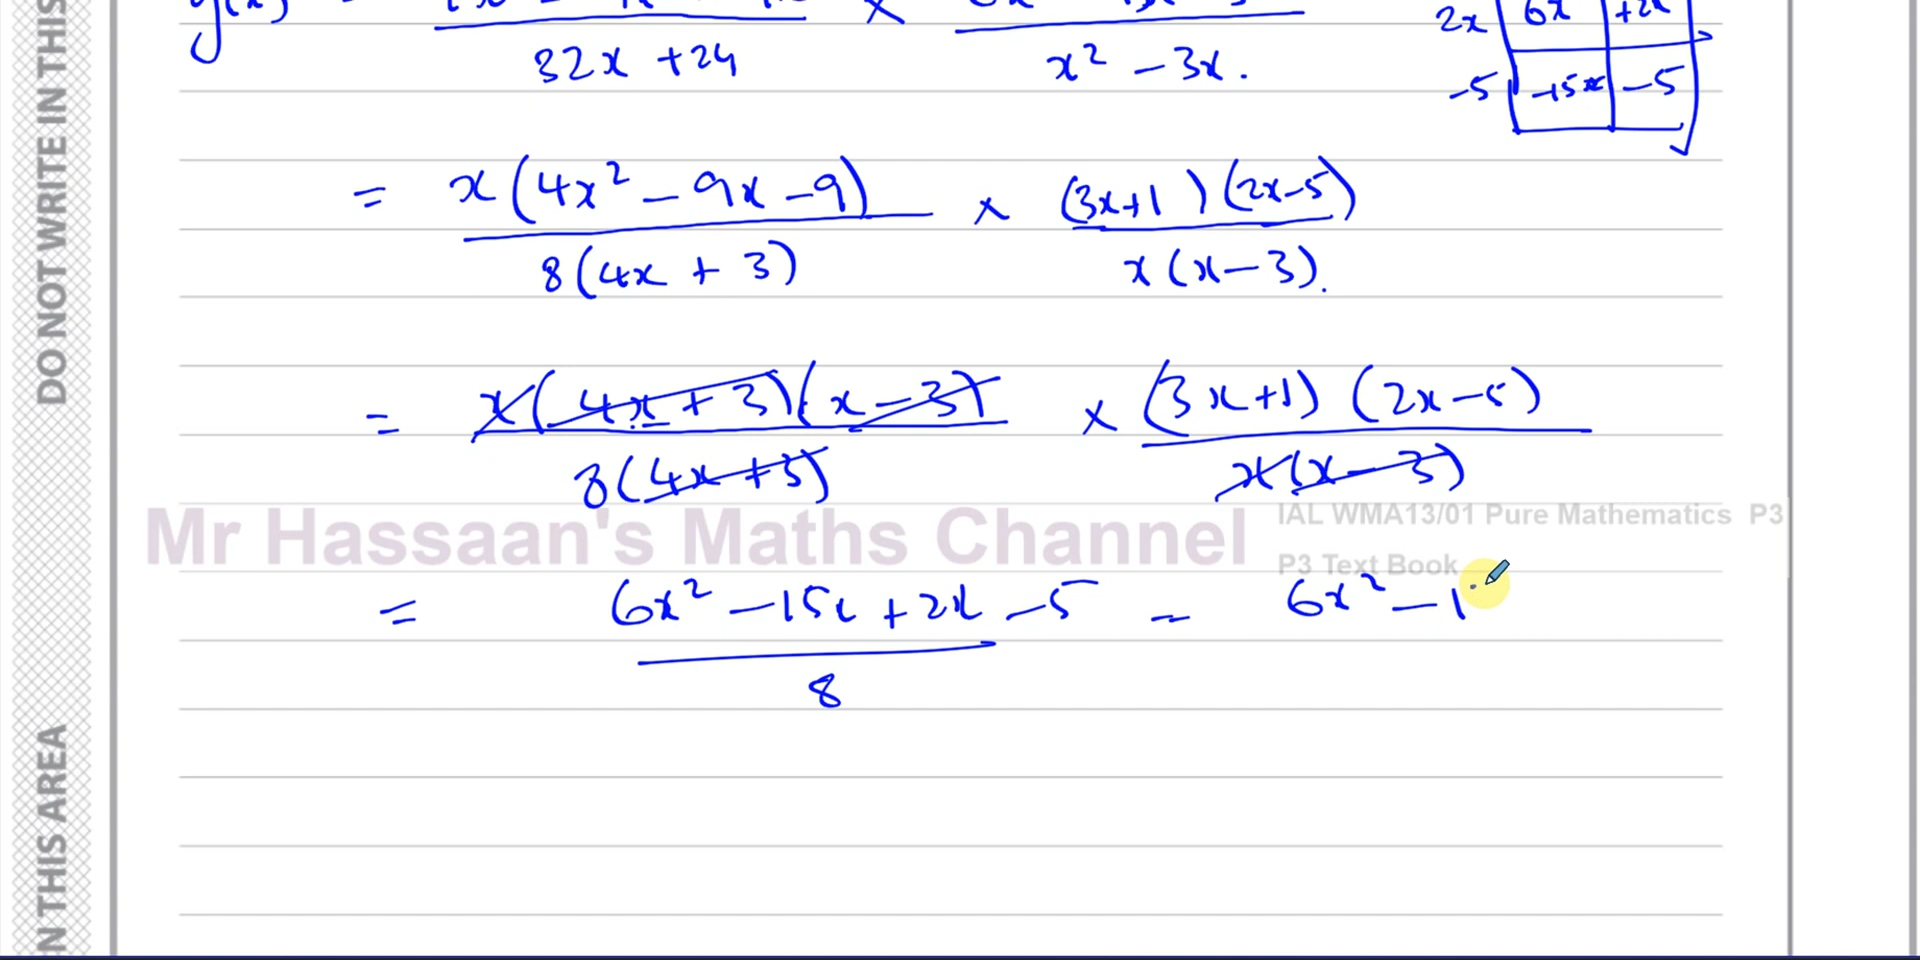 32x + 24
x² - 3x.
2x
-5 -15x -5
= x(4x² - 9x - 9) × (3x+1)(2x-5)
8(4x + 3) x(x-3).
= x(4x+3)(x-3) × (3x+1)(2x-5)
8(4x+3) x(x-3)
Mr Hassaan's Maths Channel
IAL WMA13/01 Pure Mathematics P3
P3 Text Book
= 6x² - 15x + 2x - 5 = 6x² - 1
8
DO NOT WRITE IN THIS
N THIS AREA